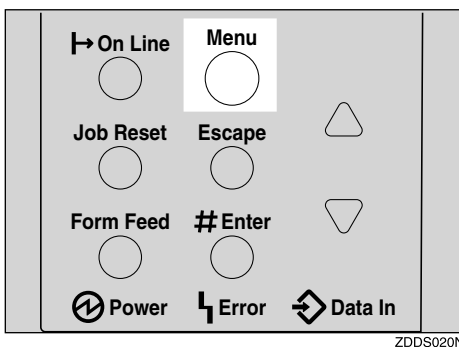 On Line Menu
Job Reset Escape
Form Feed # Enter
Power Error Data In
ZDDS020N